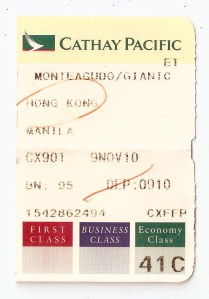 CATHAY PACIFIC
ET
MONTEAGUDO/GIANIC
HONG KONG
MANILA
CX901 9NOV10
BN: 95 DEP:0910
1542862494 CXFFP
FIRST CLASS
BUSINESS CLASS
Economy Class
41C